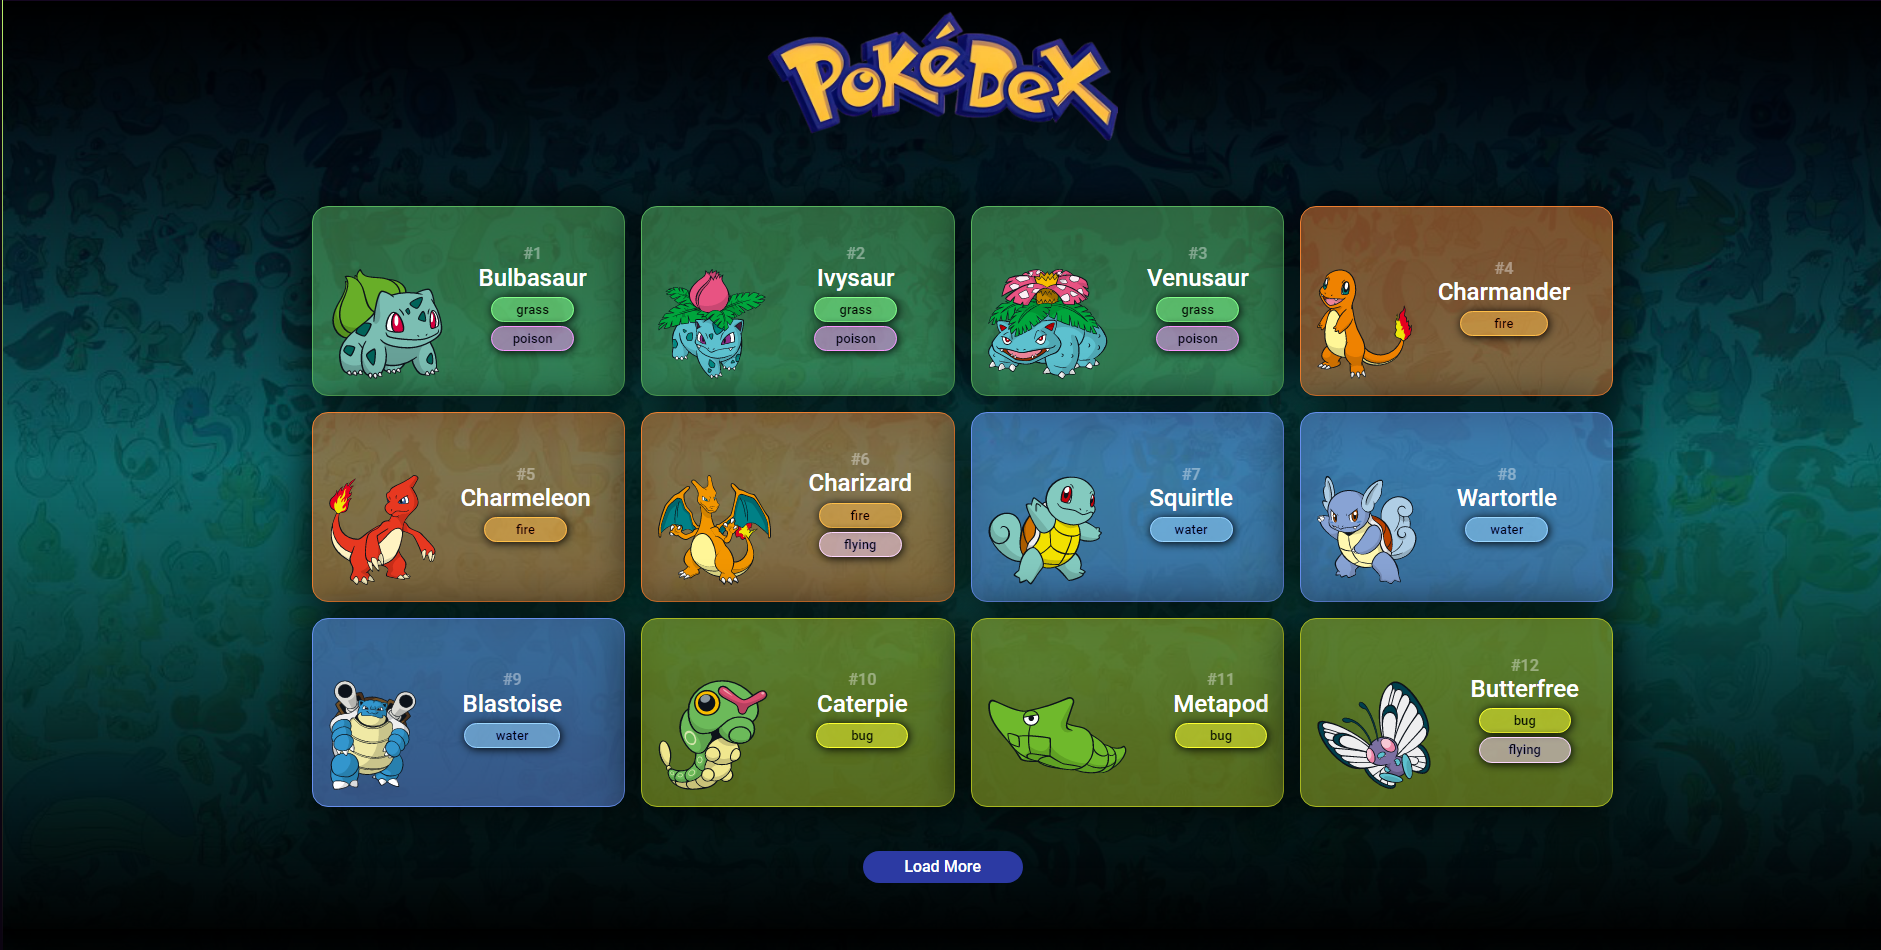 PoKéDex
#1
Bulbasaur
grass
poison
#2
Ivysaur
grass
poison
#3
Venusaur
grass
poison
#4
Charmander
fire
#5
Charmeleon
fire
#6
Charizard
fire
flying
#7
Squirtle
water
#8
Wartortle
water
#9
Blastoise
water
#10
Caterpie
bug
#11
Metapod
bug
#12
Butterfree
bug
flying
Load More